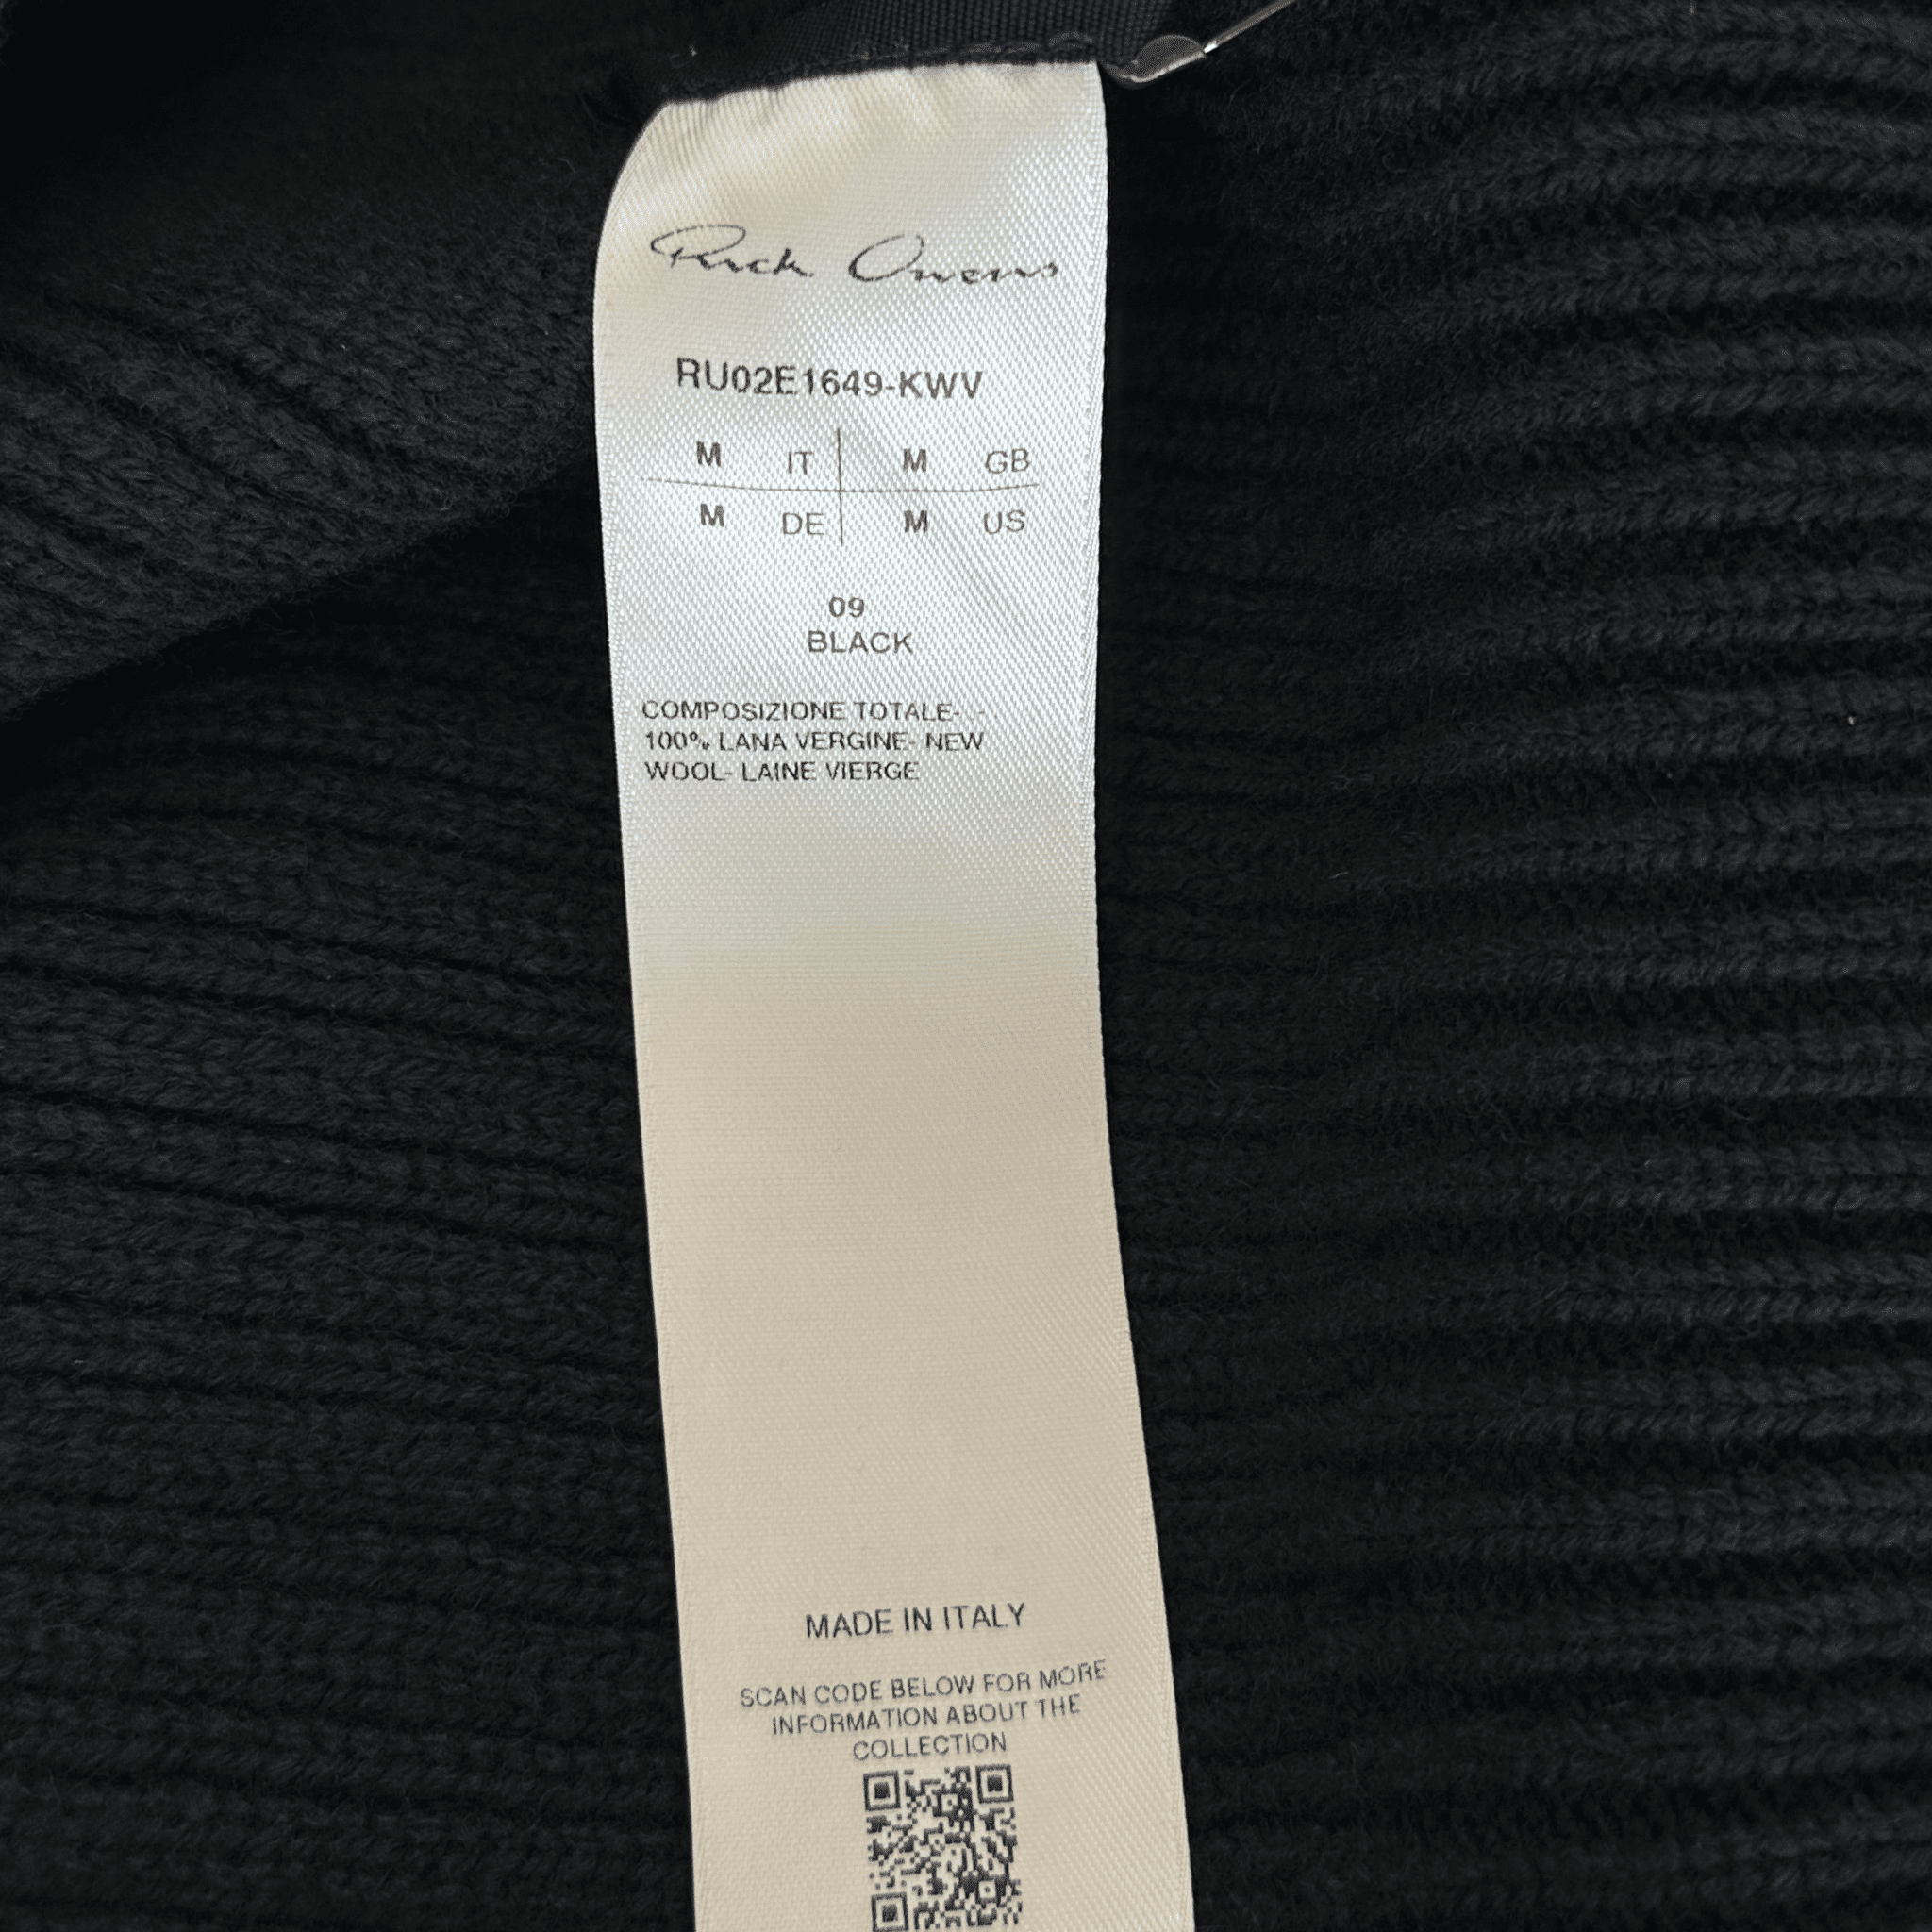 Rick Owens
RU02E1649-KWV
M IT M GB
M DE M US
09
BLACK
COMPOSIZIONE TOTALE- -
100% LANA VERGINE- NEW
WOOL- LAINE VIERGE
MADE IN ITALY
SCAN CODE BELOW FOR MORE
INFORMATION ABOUT THE
COLLECTION